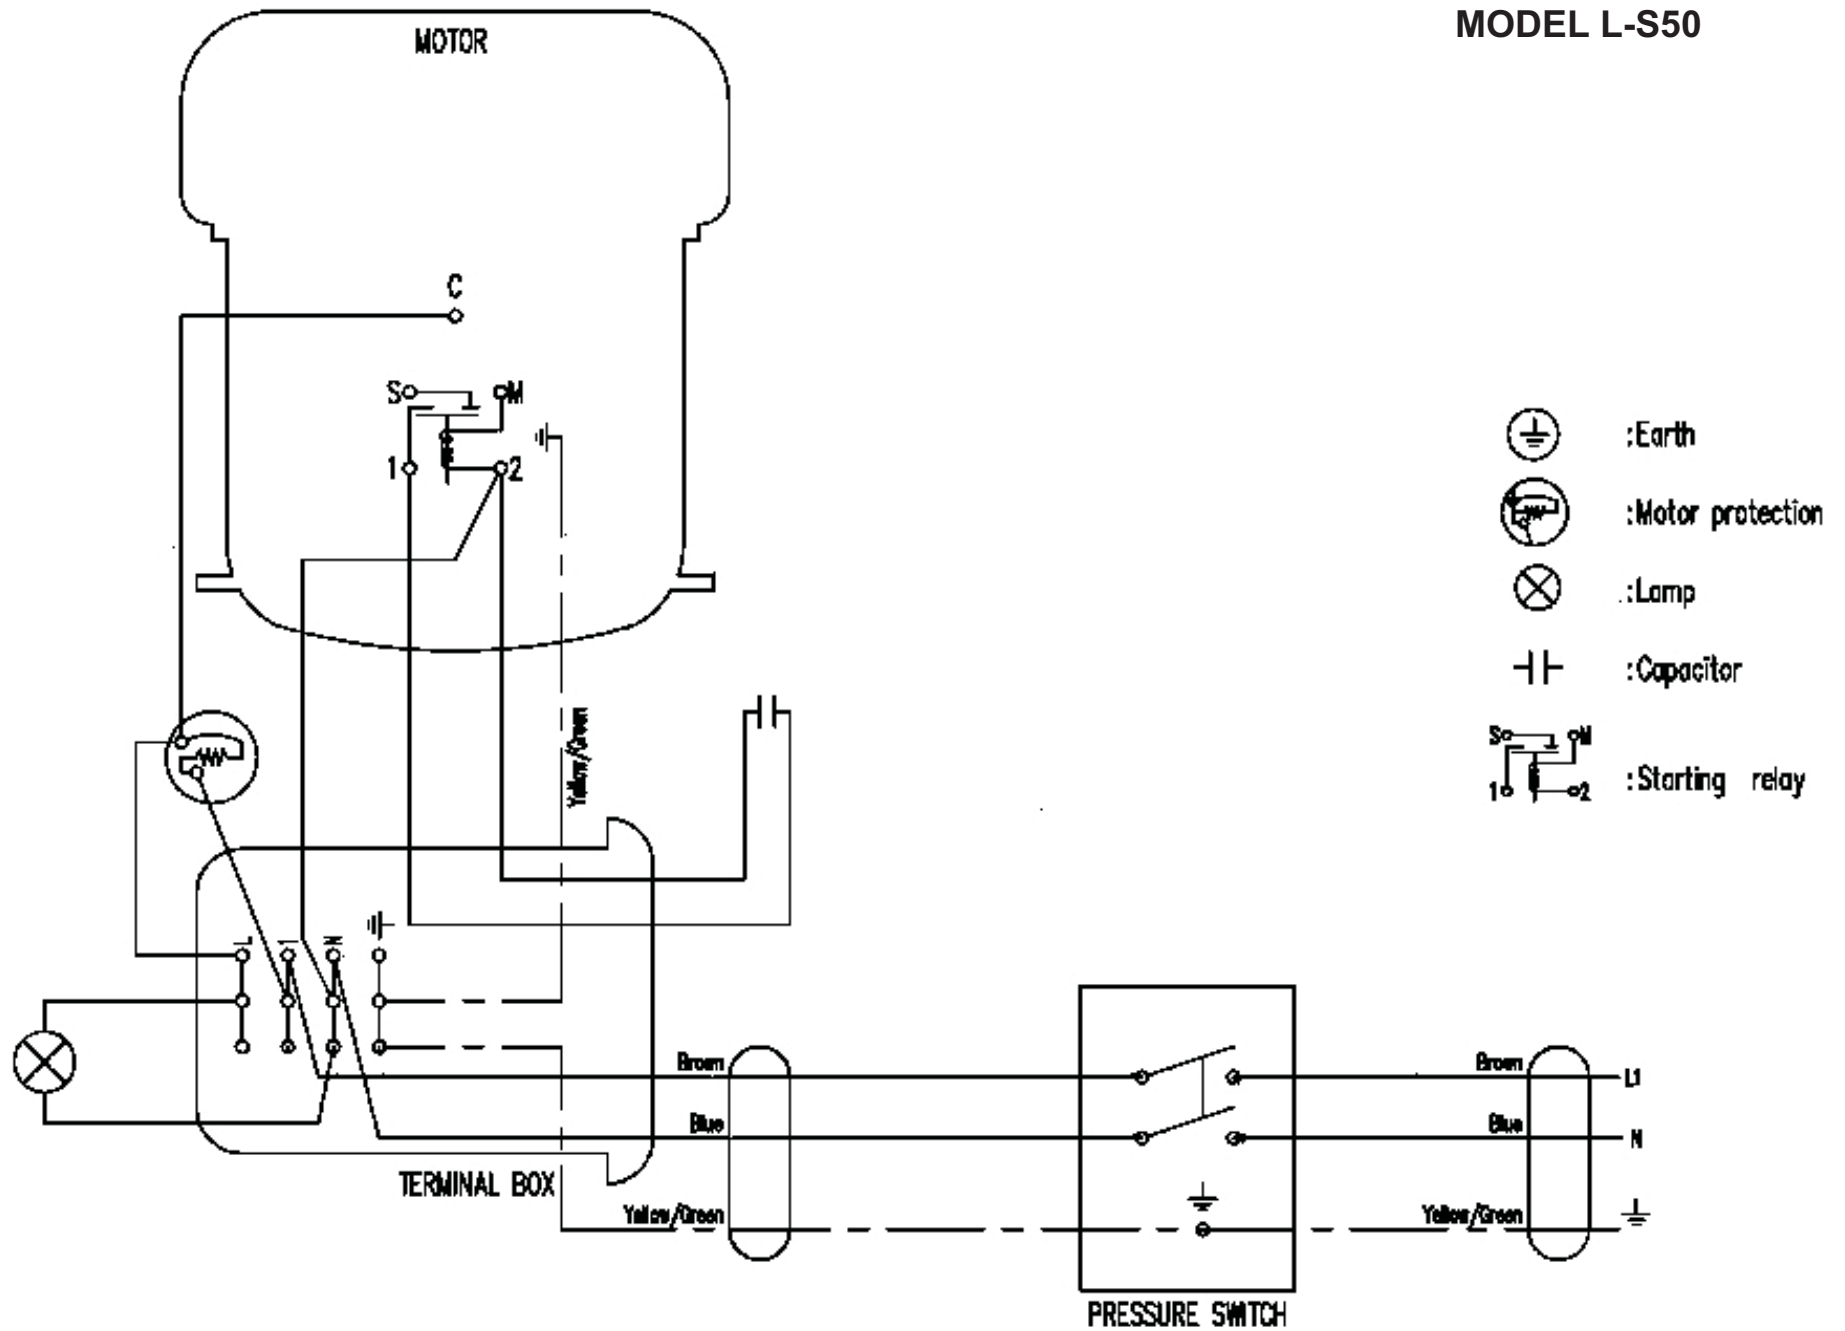 MODEL L-S50
MOTOR
C
S M
1 2
:Earth
:Motor protection
:Lamp
:Capacitor
S M
1 2 :Starting relay
Yellow/Green
L 1 N
Brown Brown L1
Blue Blue N
TERMINAL BOX
Yellow/Green Yellow/Green
PRESSURE SWITCH